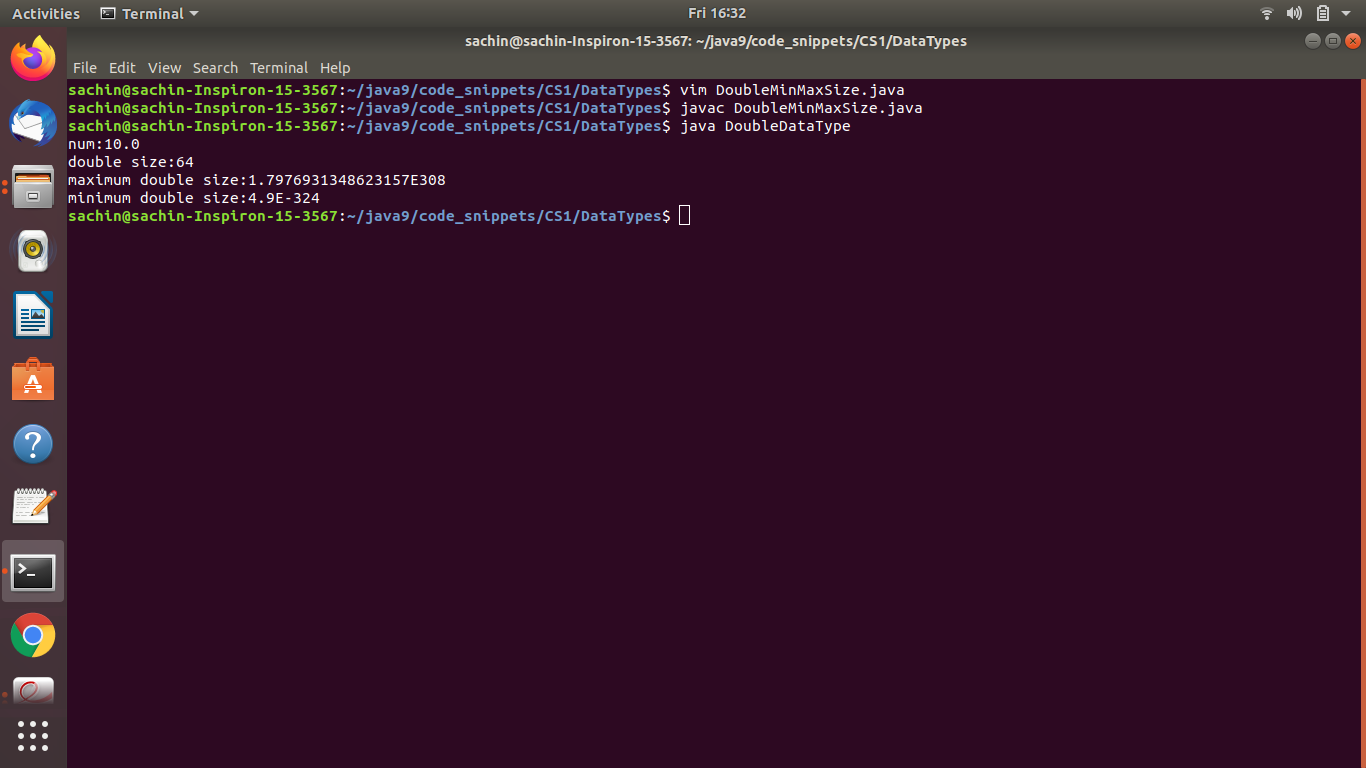 Activities Terminal Fri 16:32
sachin@sachin-Inspiron-15-3567: ~/java9/code_snippets/CS1/DataTypes
File Edit View Search Terminal Help
sachin@sachin-Inspiron-15-3567:~/java9/code_snippets/CS1/DataTypes$ vim DoubleMinMaxSize.java
sachin@sachin-Inspiron-15-3567:~/java9/code_snippets/CS1/DataTypes$ javac DoubleMinMaxSize.java
sachin@sachin-Inspiron-15-3567:~/java9/code_snippets/CS1/DataTypes$ java DoubleDataType
num:10.0
double size:64
maximum double size:1.7976931348623157E308
minimum double size:4.9E-324
sachin@sachin-Inspiron-15-3567:~/java9/code_snippets/CS1/DataTypes$